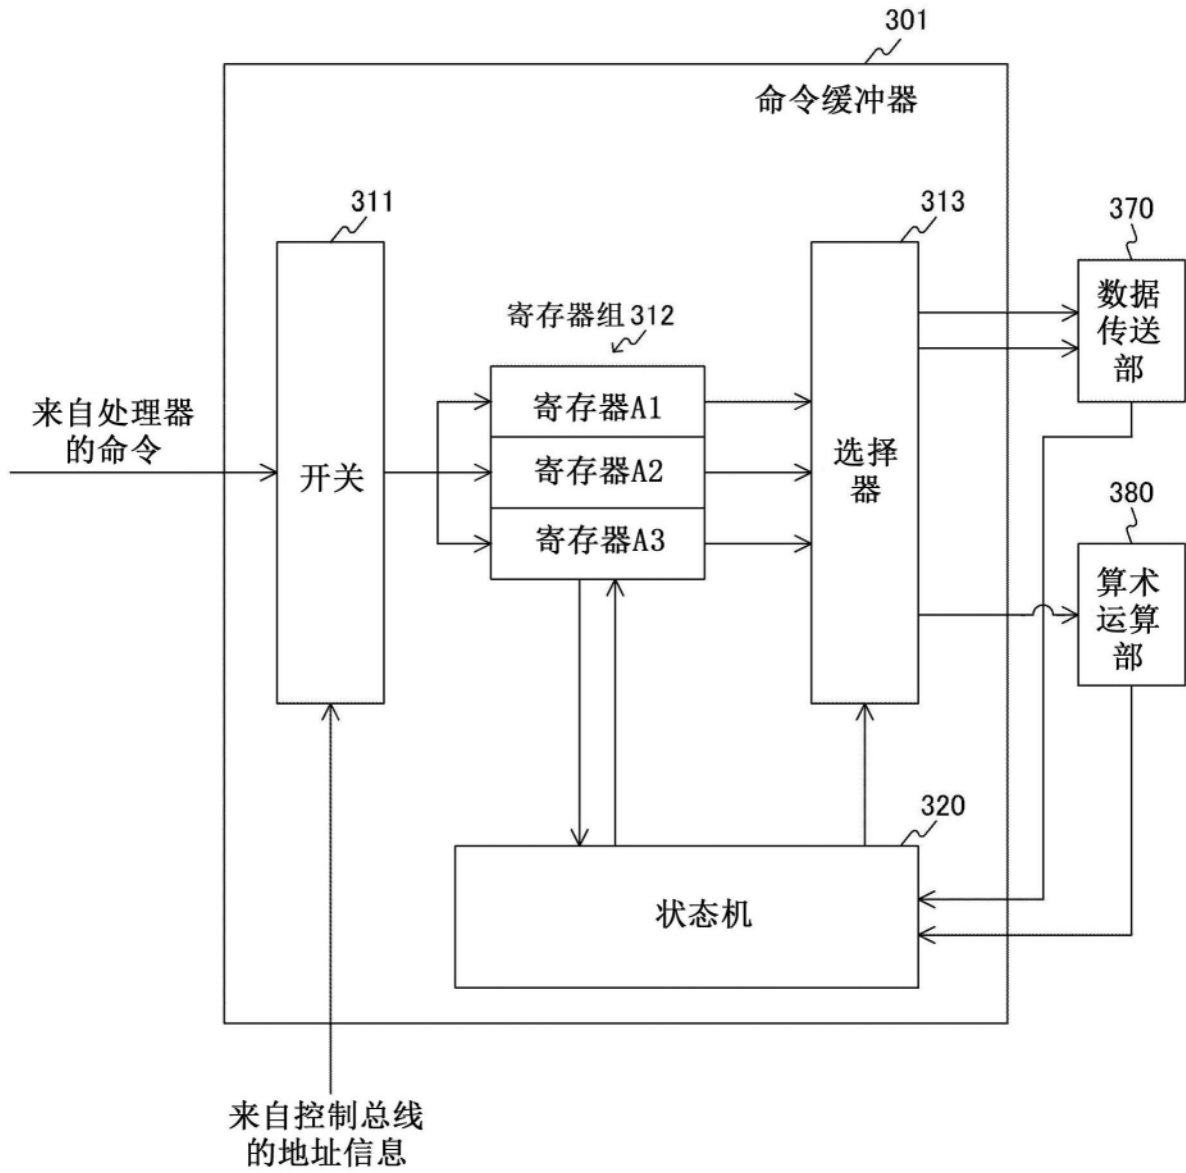 301
命令缓冲器
311
313
370
寄存器组312
数据
传送
部
来自处理器
的命令
寄存器A1
开关
寄存器A2
选择
器
寄存器A3
380
算术
运算
部
320
状态机
来自控制总线
的地址信息